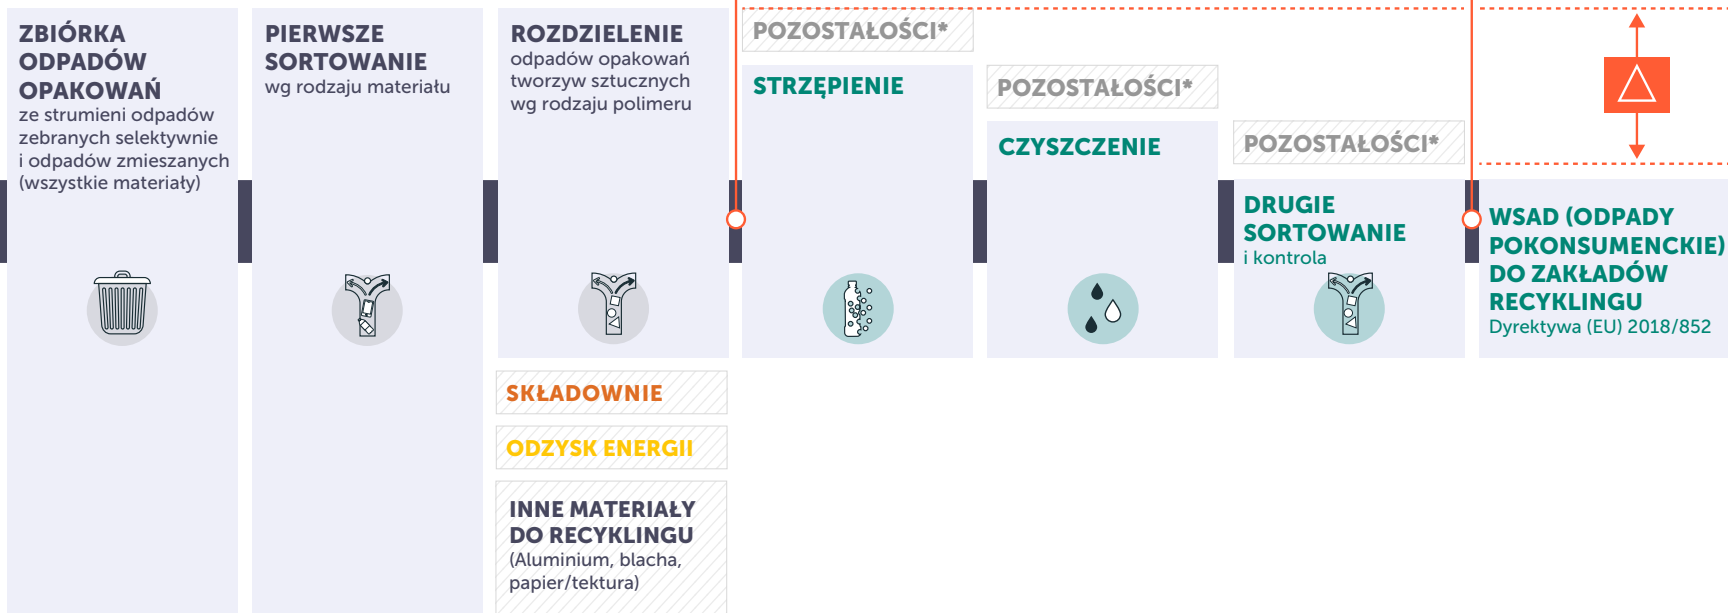 ZBIÓRKA
ODPADÓW
OPAKOWAŃ
ze strumieni odpadów
zebranych selektywnie
i odpadów zmieszanych
(wszystkie materiały)
PIERWSZE
SORTOWANIE
wg rodzaju materiału
ROZDZIELENIE
odpadów opakowań
tworzyw sztucznych
wg rodzaju polimeru
SKŁADOWNIE
ODZYSK ENERGII
INNE MATERIAŁY
DO RECYKLINGU
(Aluminium, blacha,
papier/tektura)
POZOSTAŁOŚCI*
STRZĘPIENIE
POZOSTAŁOŚCI*
CZYSZCZENIE
POZOSTAŁOŚCI*
DRUGIE
SORTOWANIE
i kontrola
WSAD (ODPADY
POKONSUMENCKIE)
DO ZAKŁADÓW
RECYKLINGU
Dyrektywa (EU) 2018/852